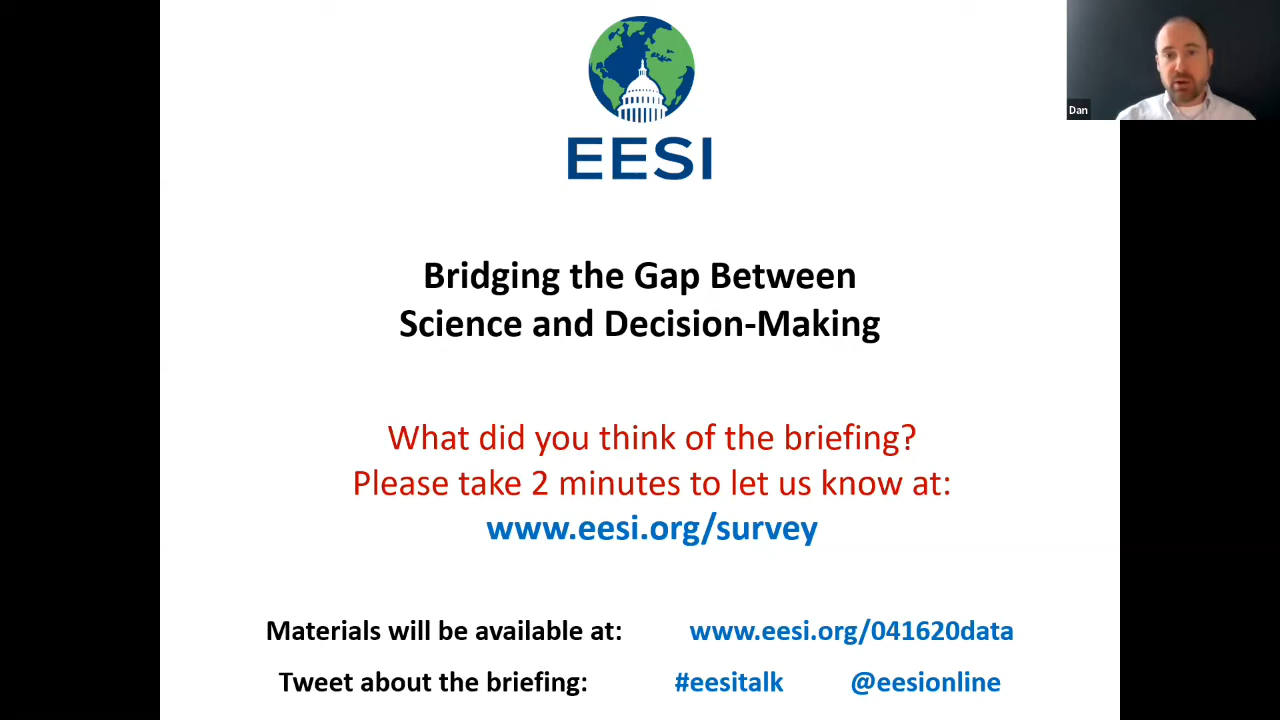 EESI
Dan
Bridging the Gap Between
Science and Decision-Making
What did you think of the briefing?
Please take 2 minutes to let us know at:
www.eesi.org/survey
Materials will be available at: www.eesi.org/041620data
Tweet about the briefing: #eesitalk @eesionline